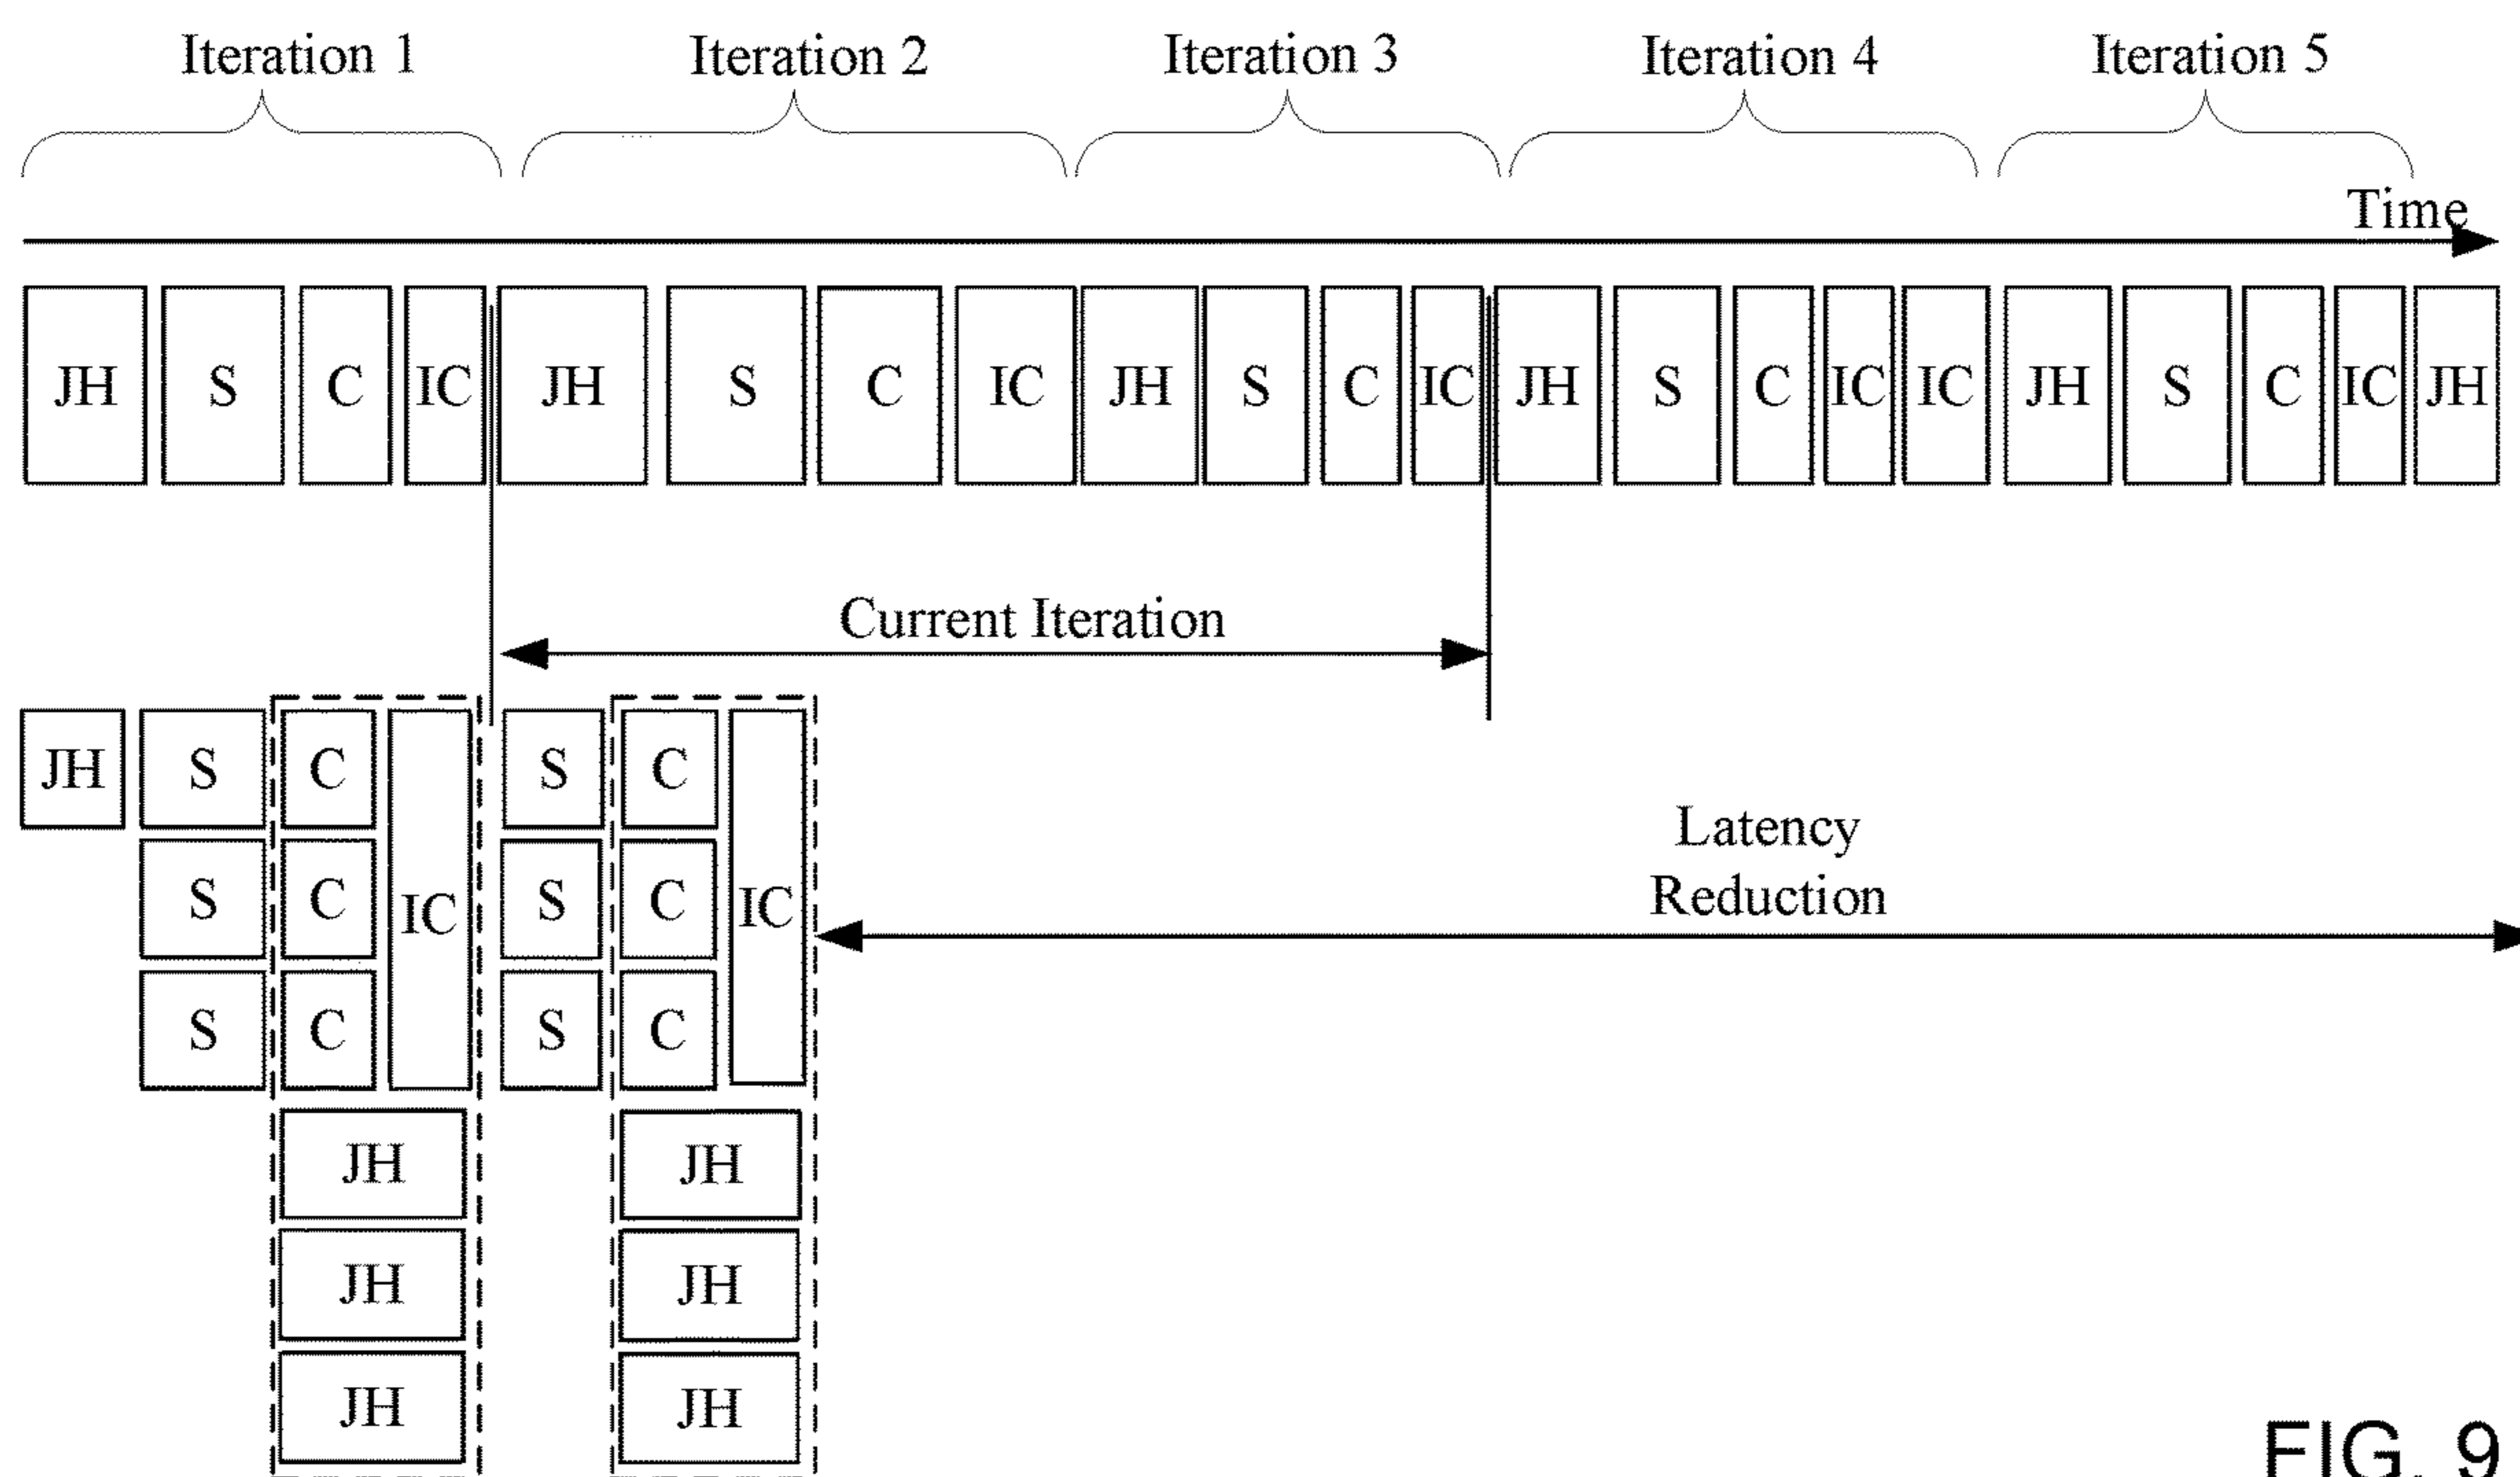 Iteration 1 Iteration 2 Iteration 3 Iteration 4 Iteration 5
Time
JH S C IC JH S C IC JH S C IC JH S C IC IC JH S C IC JH
Current Iteration
JH S C S C
S C IC S C IC
S C S C
Latency
Reduction
JH JH
JH JH
JH JH
FIG. 9